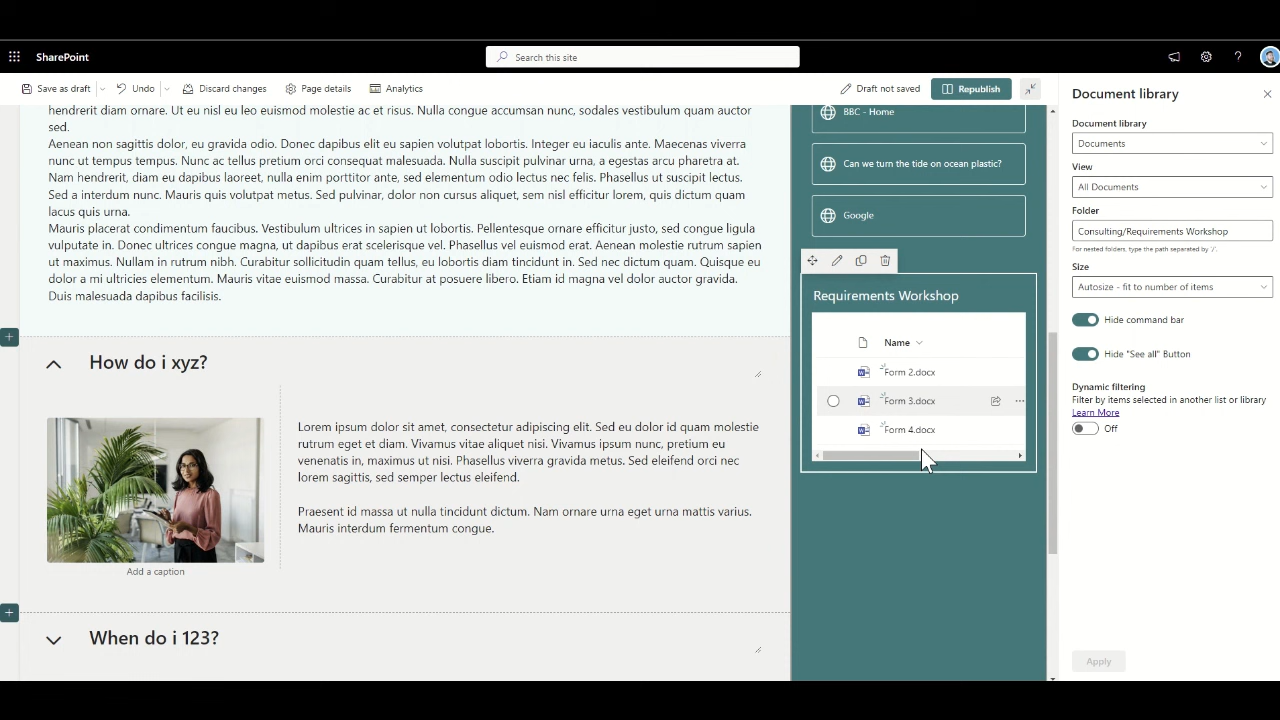 SharePoint
Search this site
Save as draft
Undo
Discard changes
Page details
Analytics
Draft not saved
Republish
hendrerit diam ornare. Ut eu nisl eu leo euismod molestie ac et risus. Nulla congue accumsan nunc, sodales vestibulum quam auctor
sed.
Aenean non sagittis dolor, eu gravida odio. Donec dapibus elit eu sapien volutpat lobortis. Integer eu iaculis ante. Maecenas viverra
nunc ut tempus tempus. Nunc ac tellus pretium orci consequat malesuada. Nulla suscipit pulvinar urna, a egestas arcu pharetra at.
Nam hendrerit, diam eu dapibus laoreet, nulla enim porttitor ante, sed elementum odio lectus nec felis. Phasellus ut suscipit lectus.
Sed a interdum nunc. Mauris quis volutpat metus. Sed pulvinar, dolor non cursus aliquet, sem nisl efficitur lorem, quis dictum quam
lacus quis urna.
Mauris placerat condimentum faucibus. Vestibulum ultrices in sapien ut lobortis. Pellentesque ornare efficitur justo, sed congue ligula
vulputate in. Donec ultrices congue magna, ut dapibus erat scelerisque vel. Phasellus vel euismod erat. Aenean molestie rutrum sapien
ut maximus. Nullam in rutrum nibh. Curabitur sollicitudin quam tellus, eu lobortis diam tincidunt in. Sed nec dictum quam. Quisque eu
dolor a mi ultricies elementum. Mauris vitae euismod massa. Curabitur at posuere libero. Etiam id magna vel dolor auctor gravida.
Duis malesuada dapibus facilisis.
How do i xyz?
Lorem ipsum dolor sit amet, consectetur adipiscing elit. Sed eu dolor id massa lobortis
rutrum eget et diam. Vivamus vitae aliquet nisi. Vivamus ipsum nunc, pretium eu
venenatis in, maximus ut nisi. Phasellus viverra gravida metus. Sed eleifend orci nec
lorem sagittis, sed semper lectus eleifend.
Praesent id massa ut nulla tincidunt dictum. Nam ornare urna eget urna mattis varius.
Mauris interdum fermentum congue.
Add a caption
When do i 123?
BBC - Home
Can we turn the tide on ocean plastic?
Google
Requirements Workshop
Name
Form 2.docx
Form 3.docx
Form 4.docx
Document library
Document library
Documents
View
All Documents
Folder
Consulting/Requirements Workshop
For nested folders, type the path separated by '/'.
Size
Autosize - fit to number of items
Hide command bar
Hide "See all" Button
Dynamic filtering
Filter by items selected in another list or library
Learn More
Off
Apply